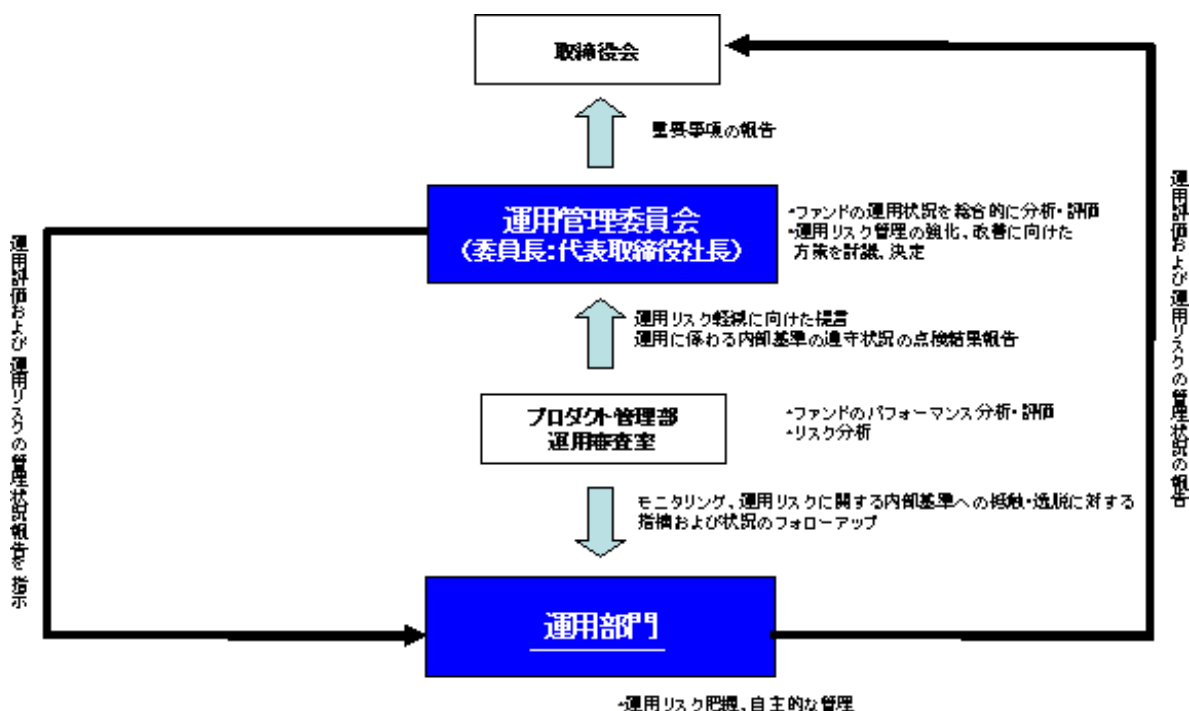 取締役会
重要事項の報告
運用管理委員会
（委員長：代表取締役社長）
・ファンドの運用状況を総合的に分析・評価
・運用リスク管理の強化、改善に向けた
方策を討議、決定
運用リスク軽減に向けた提言
運用に係わる内部基準の遵守状況の点検結果報告
プロダクト管理部
運用審査室
・ファンドのパフォーマンス分析・評価
・リスク分析
モニタリング、運用リスクに関する内部基準への抵触・逸脱に対する
指摘および状況のフォローアップ
運用部門
・運用リスク把握、自主的な管理
運用評価および運用リスクの管理状況報告を指示
運用評価および運用リスクの管理状況の報告